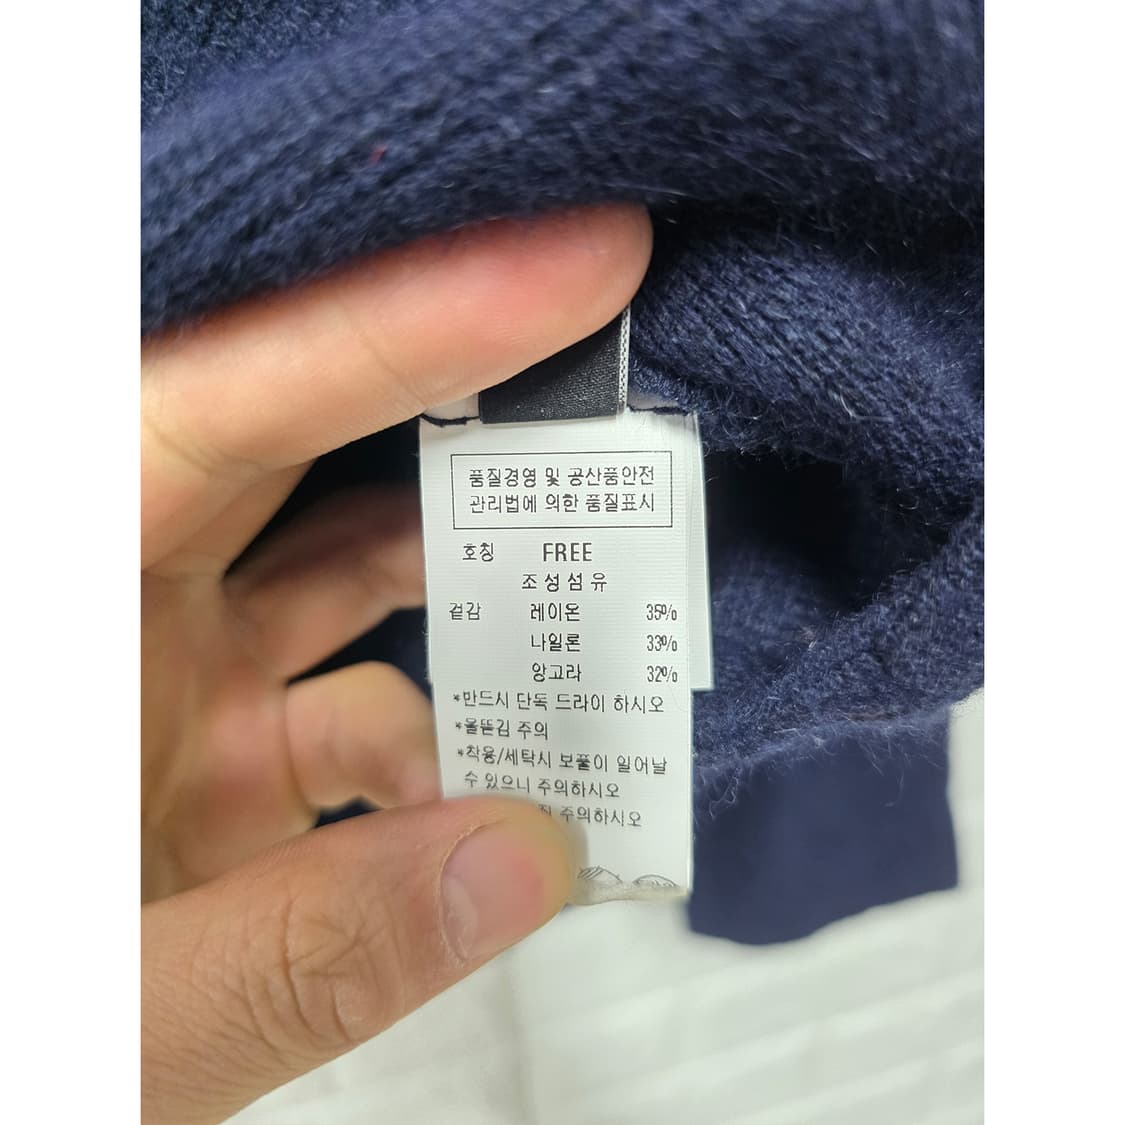 품질경영 및 공산품안전
관리법에 의한 품질표시
호칭 FREE
조성섬유
겉감 레이온 35%
나일론 33%
앙고라 32%
*반드시 단독 드라이 하시오
*올뜯김 주의
*착용/세탁시 보풀이 일어날
수 있으니 주의하시오
주의하시오